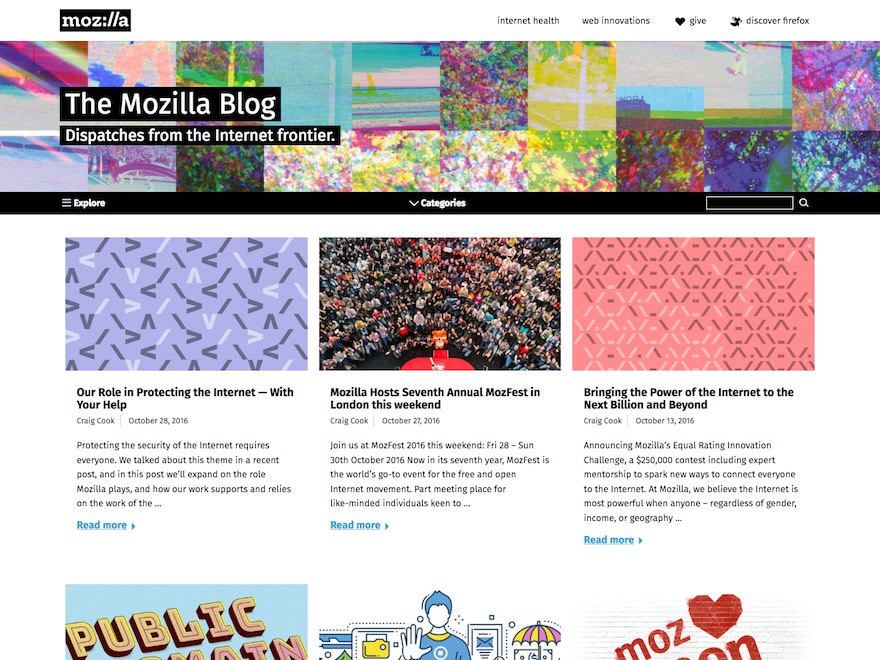 moz://a
internet health
web innovations
give
discover firefox
The Mozilla Blog
Dispatches from the Internet frontier.
Explore
Categories
Our Role in Protecting the Internet — With
Your Help
Craig Cook
October 28, 2016
Protecting the security of the Internet requires
everyone. We talked about this theme in a recent
post, and in this post we’ll expand on the role
Mozilla plays, and how our work supports and relies
on the work of the …
Read more
Mozilla Hosts Seventh Annual MozFest in
London this weekend
Craig Cook
October 27, 2016
Join us at MozFest 2016 this weekend: Fri 28 – Sun
30th October 2016 Now in its seventh year, MozFest is
the world’s go-to event for the free and open
Internet movement. Part meeting place for
like-minded individuals keen to …
Read more
Bringing the Power of the Internet to the
Next Billion and Beyond
Craig Cook
October 13, 2016
Announcing Mozilla’s Equal Rating Innovation
Challenge, a $250,000 contest including expert
mentorship to spark new ways to connect everyone
to the Internet. At Mozilla, we believe the Internet is
most powerful when anyone – regardless of gender,
income, or geography …
Read more
PUBLIC
DOMAIN
moz